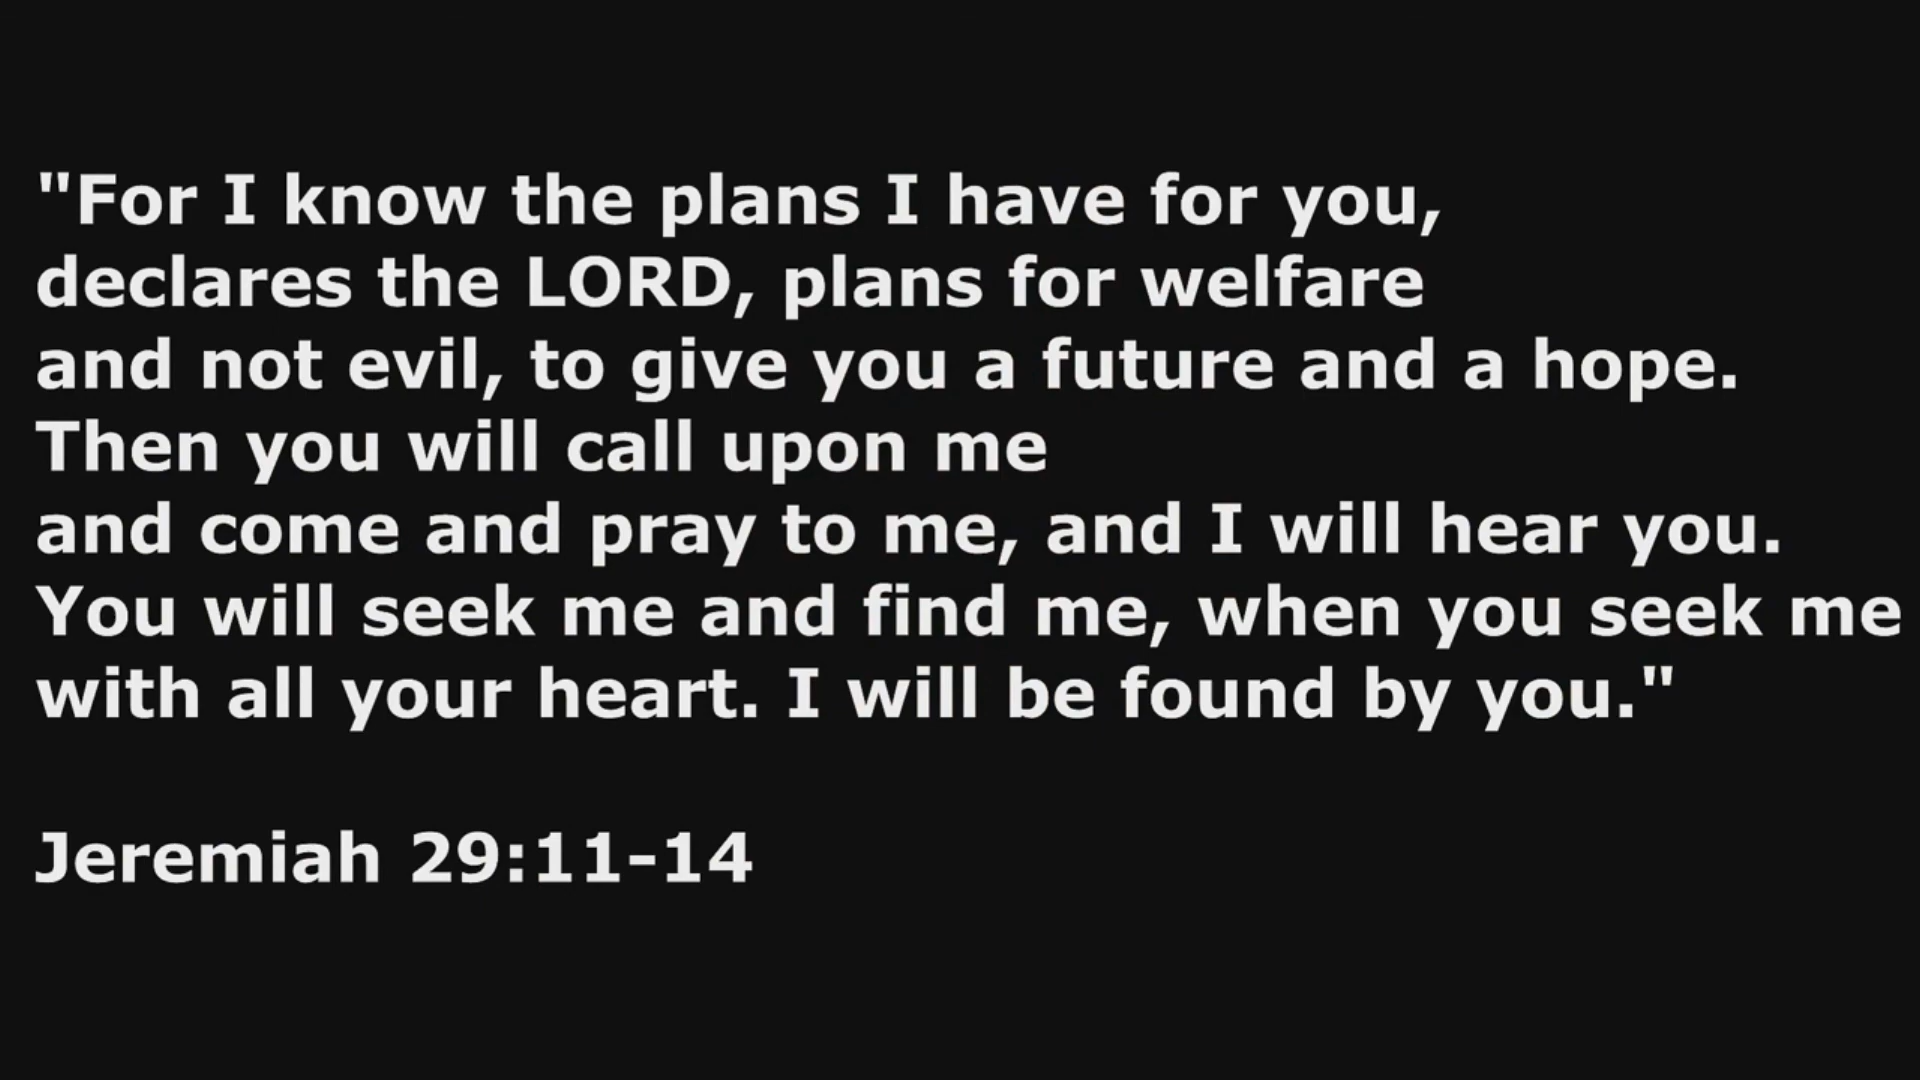 "For I know the plans I have for you,
declares the LORD, plans for welfare
and not evil, to give you a future and a hope.
Then you will call upon me
and come and pray to me, and I will hear you.
You will seek me and find me, when you seek me
with all your heart. I will be found by you."
Jeremiah 29:11-14